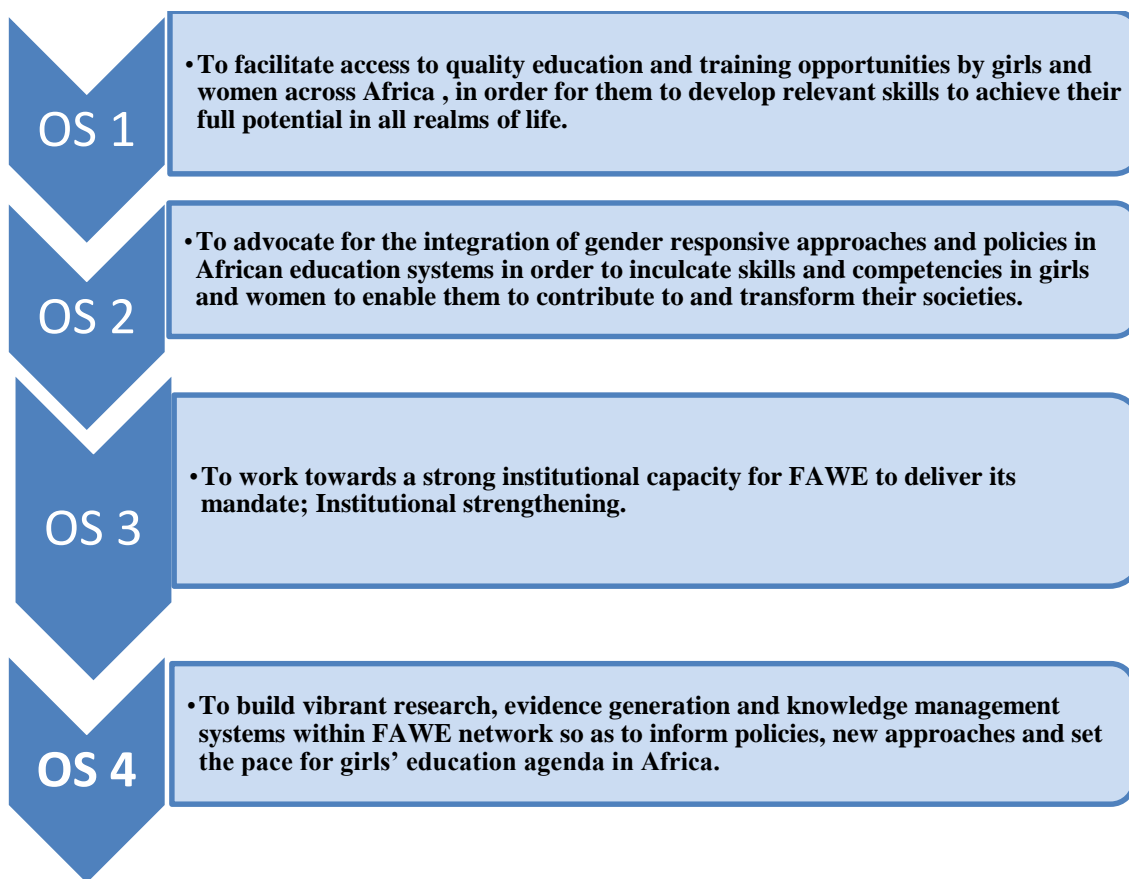 OS 1
• To facilitate access to quality education and training opportunities by girls and
women across Africa , in order for them to develop relevant skills to achieve their
full potential in all realms of life.
OS 2
• To advocate for the integration of gender responsive approaches and policies in
African education systems in order to inculcate skills and competencies in girls
and women to enable them to contribute to and transform their societies.
OS 3
• To work towards a strong institutional capacity for FAWE to deliver its
mandate; Institutional strengthening.
OS 4
• To build vibrant research, evidence generation and knowledge management
systems within FAWE network so as to inform policies, new approaches and set
the pace for girls’ education agenda in Africa.